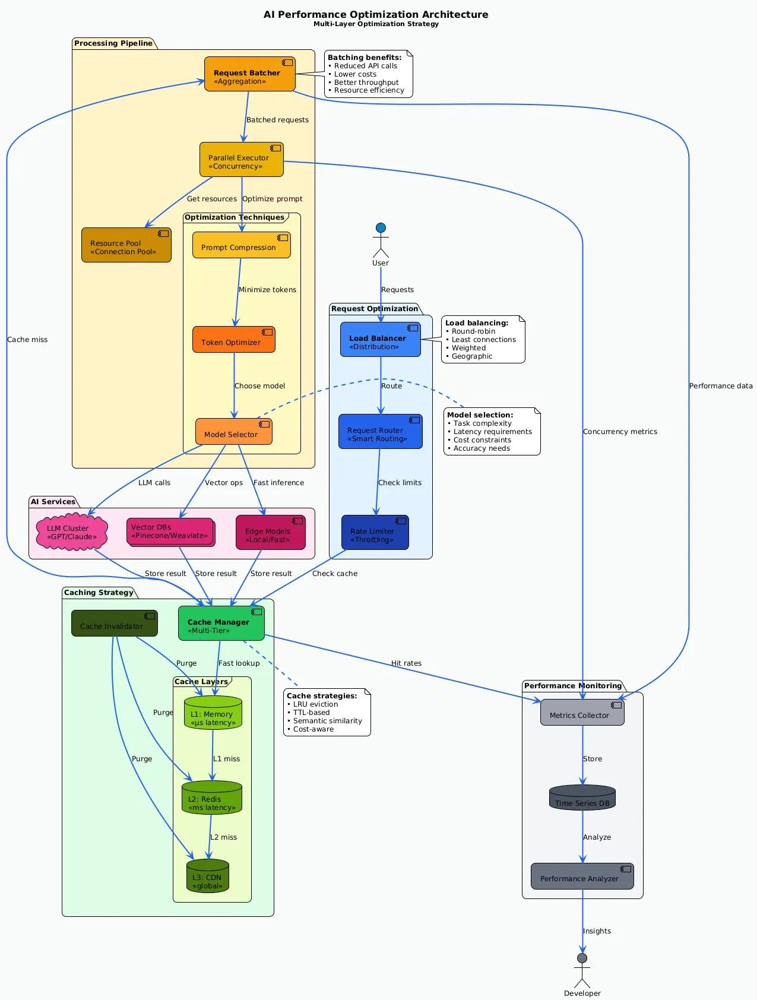 AI Performance Optimization Architecture
Multi-Layer Optimization Strategy
Processing Pipeline
Request Batcher
«Aggregation»
Batching benefits:
• Reduced API calls
• Lower costs
• Better throughput
• Resource efficiency
Batched requests
Parallel Executor
«Concurrency»
Get resources
Optimize prompt
Optimization Techniques
Resource Pool
«Connection Pool»
Prompt Compression
User
Minimize tokens
Requests
Request Optimization
Token Optimizer
Load Balancer
«Distribution»
Load balancing:
• Round-robin
• Least connections
• Weighted
• Geographic
Cache miss
Choose model
Route
Performance data
Model Selector
Request Router
«Smart Routing»
Model selection:
• Task complexity
• Latency requirements
• Cost constraints
• Accuracy needs
Concurrency metrics
LLM calls
Vector ops
Fast inference
Check limits
AI Services
LLM Cluster
«GPT/Claude»
Vector DBs
«Pinecone/Weaviate»
Edge Models
«Local/Fast»
Rate Limiter
«Throttling»
Store result
Store result
Store result
Check cache
Caching Strategy
Cache Invalidator
Cache Manager
«Multi-Tier»
Purge
Fast lookup
Hit rates
Cache Layers
Performance Monitoring
Cache strategies:
• LRU eviction
• TTL-based
• Semantic similarity
• Cost-aware
Purge
L1: Memory
«µs latency»
Metrics Collector
Purge
L1 miss
Store
L2: Redis
«ms latency»
Time Series DB
L2 miss
Analyze
L3: CDN
«global»
Performance Analyzer
Insights
Developer